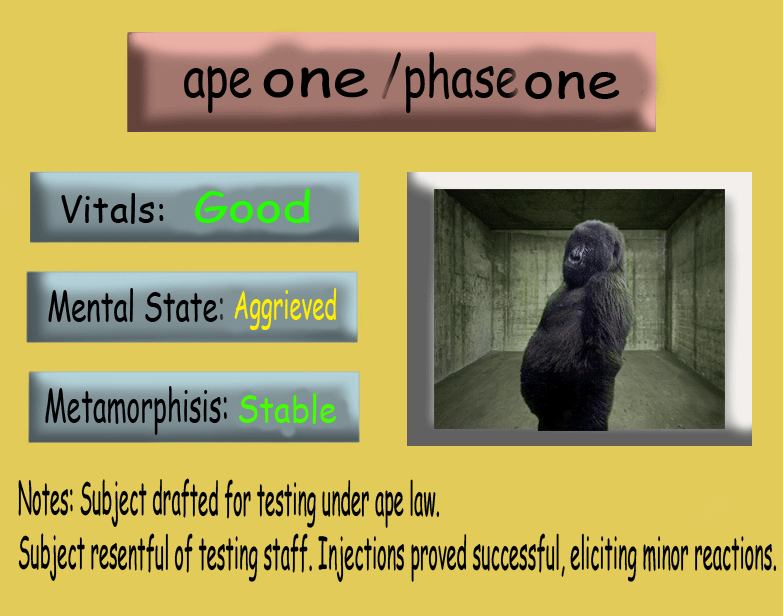 ape one /phase one
Vitals: Good
Mental State: Aggrieved
Metamorphisis: Stable
Notes: Subject drafted for testing under ape law.
Subject resentful of testing staff. Injections proved successful, eliciting minor reactions.